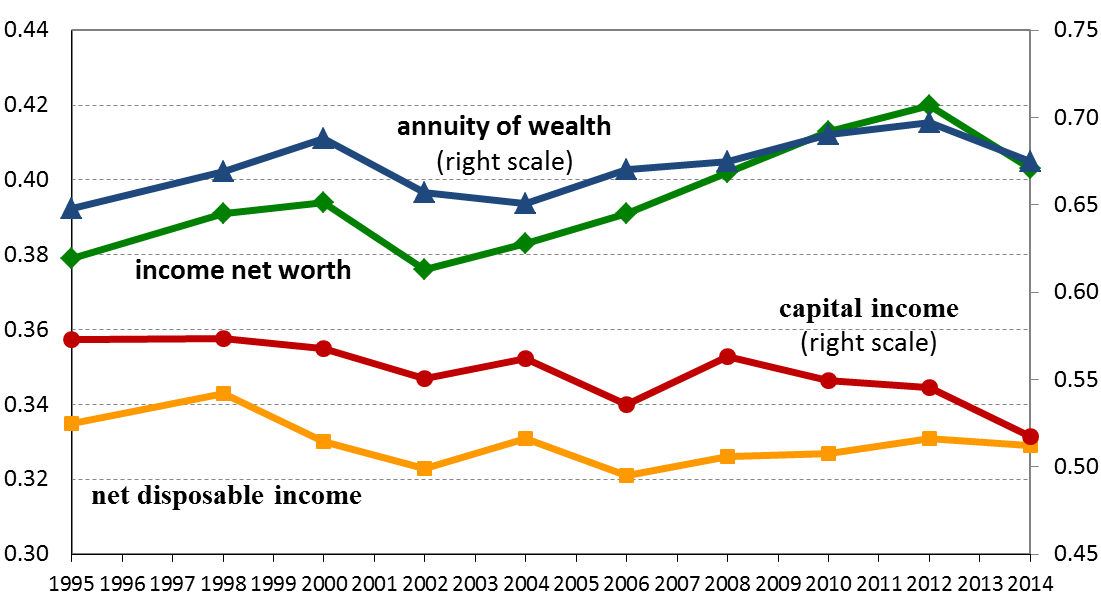 0.44
0.42
0.40
0.38
0.36
0.34
0.32
0.30
0.75
0.70
0.65
0.60
0.55
0.50
0.45
annuity of wealth
(right scale)
income net worth
capital income
(right scale)
net disposable income
1995 1996 1997 1998 1999 2000 2001 2002 2003 2004 2005 2006 2007 2008 2009 2010 2011 2012 2013 2014